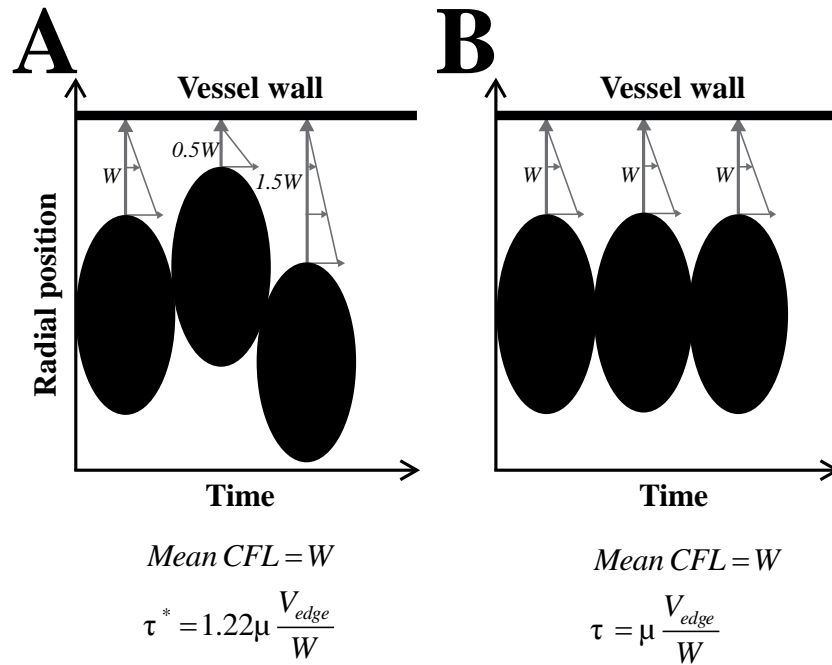 A
Vessel wall
W
0.5W
1.5W
Radial position
Time
Mean CFL = W
τ* = 1.22μ V_edge / W
B
Vessel wall
W
W
W
Time
Mean CFL = W
τ = μ V_edge / W